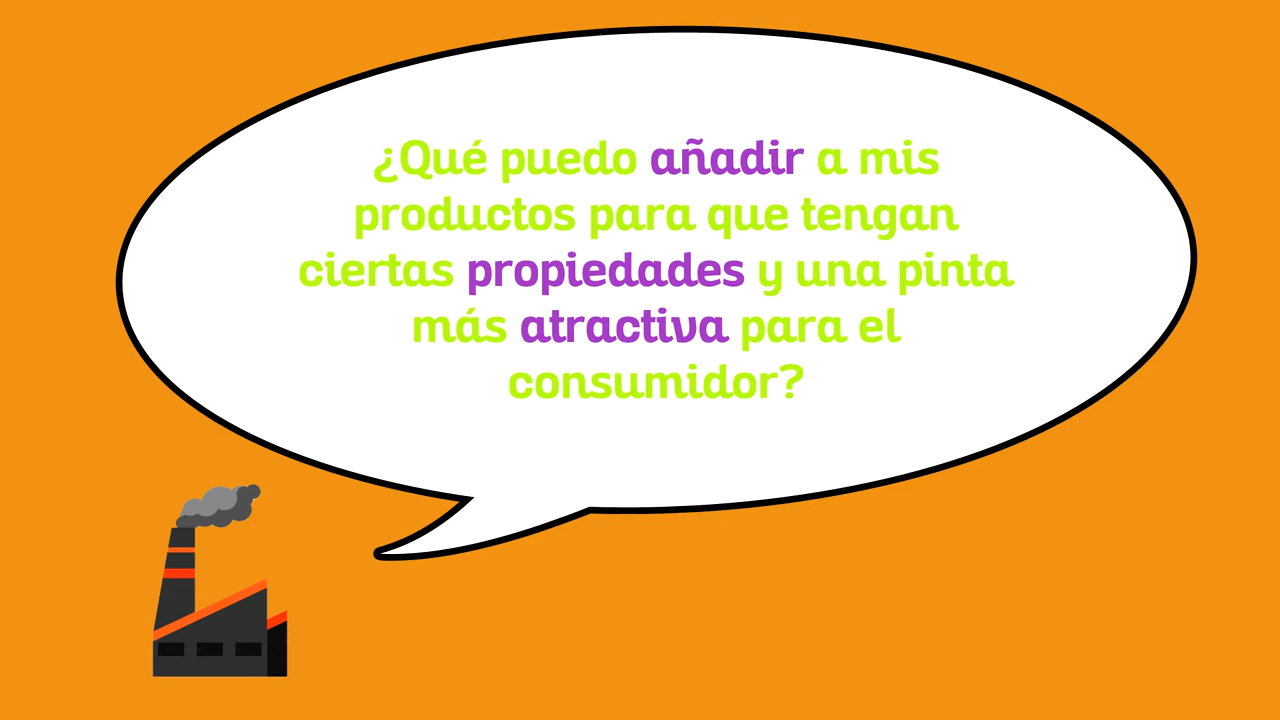 ¿Qué puedo añadir a mis
productos para que tengan
ciertas propiedades y una pinta
más atractiva para el
consumidor?